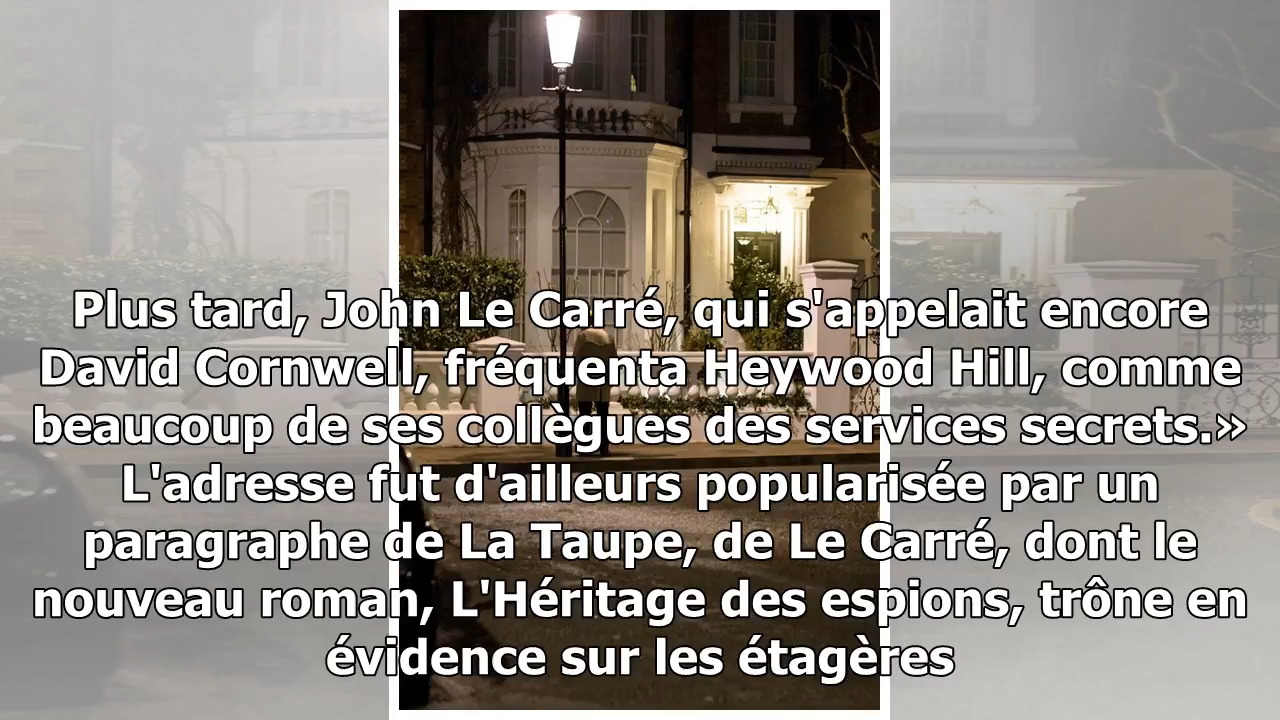 Plus tard, John Le Carré, qui s'appelait encore
David Cornwell, fréquenta Heywood Hill, comme
beaucoup de ses collègues des services secrets.»
L'adresse fut d'ailleurs popularisée par un
paragraphe de La Taupe, de Le Carré, dont le
nouveau roman, L'Héritage des espions, trône en
évidence sur les étagères